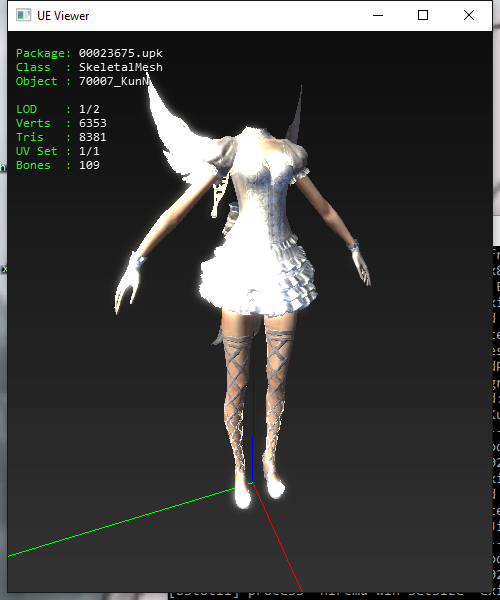 UE Viewer
Package: 00023675.upk
Class : SkeletalMesh
Object : 70007_KunN
LOD : 1/2
Verts : 6353
Tris : 8381
UV Set : 1/1
Bones : 109